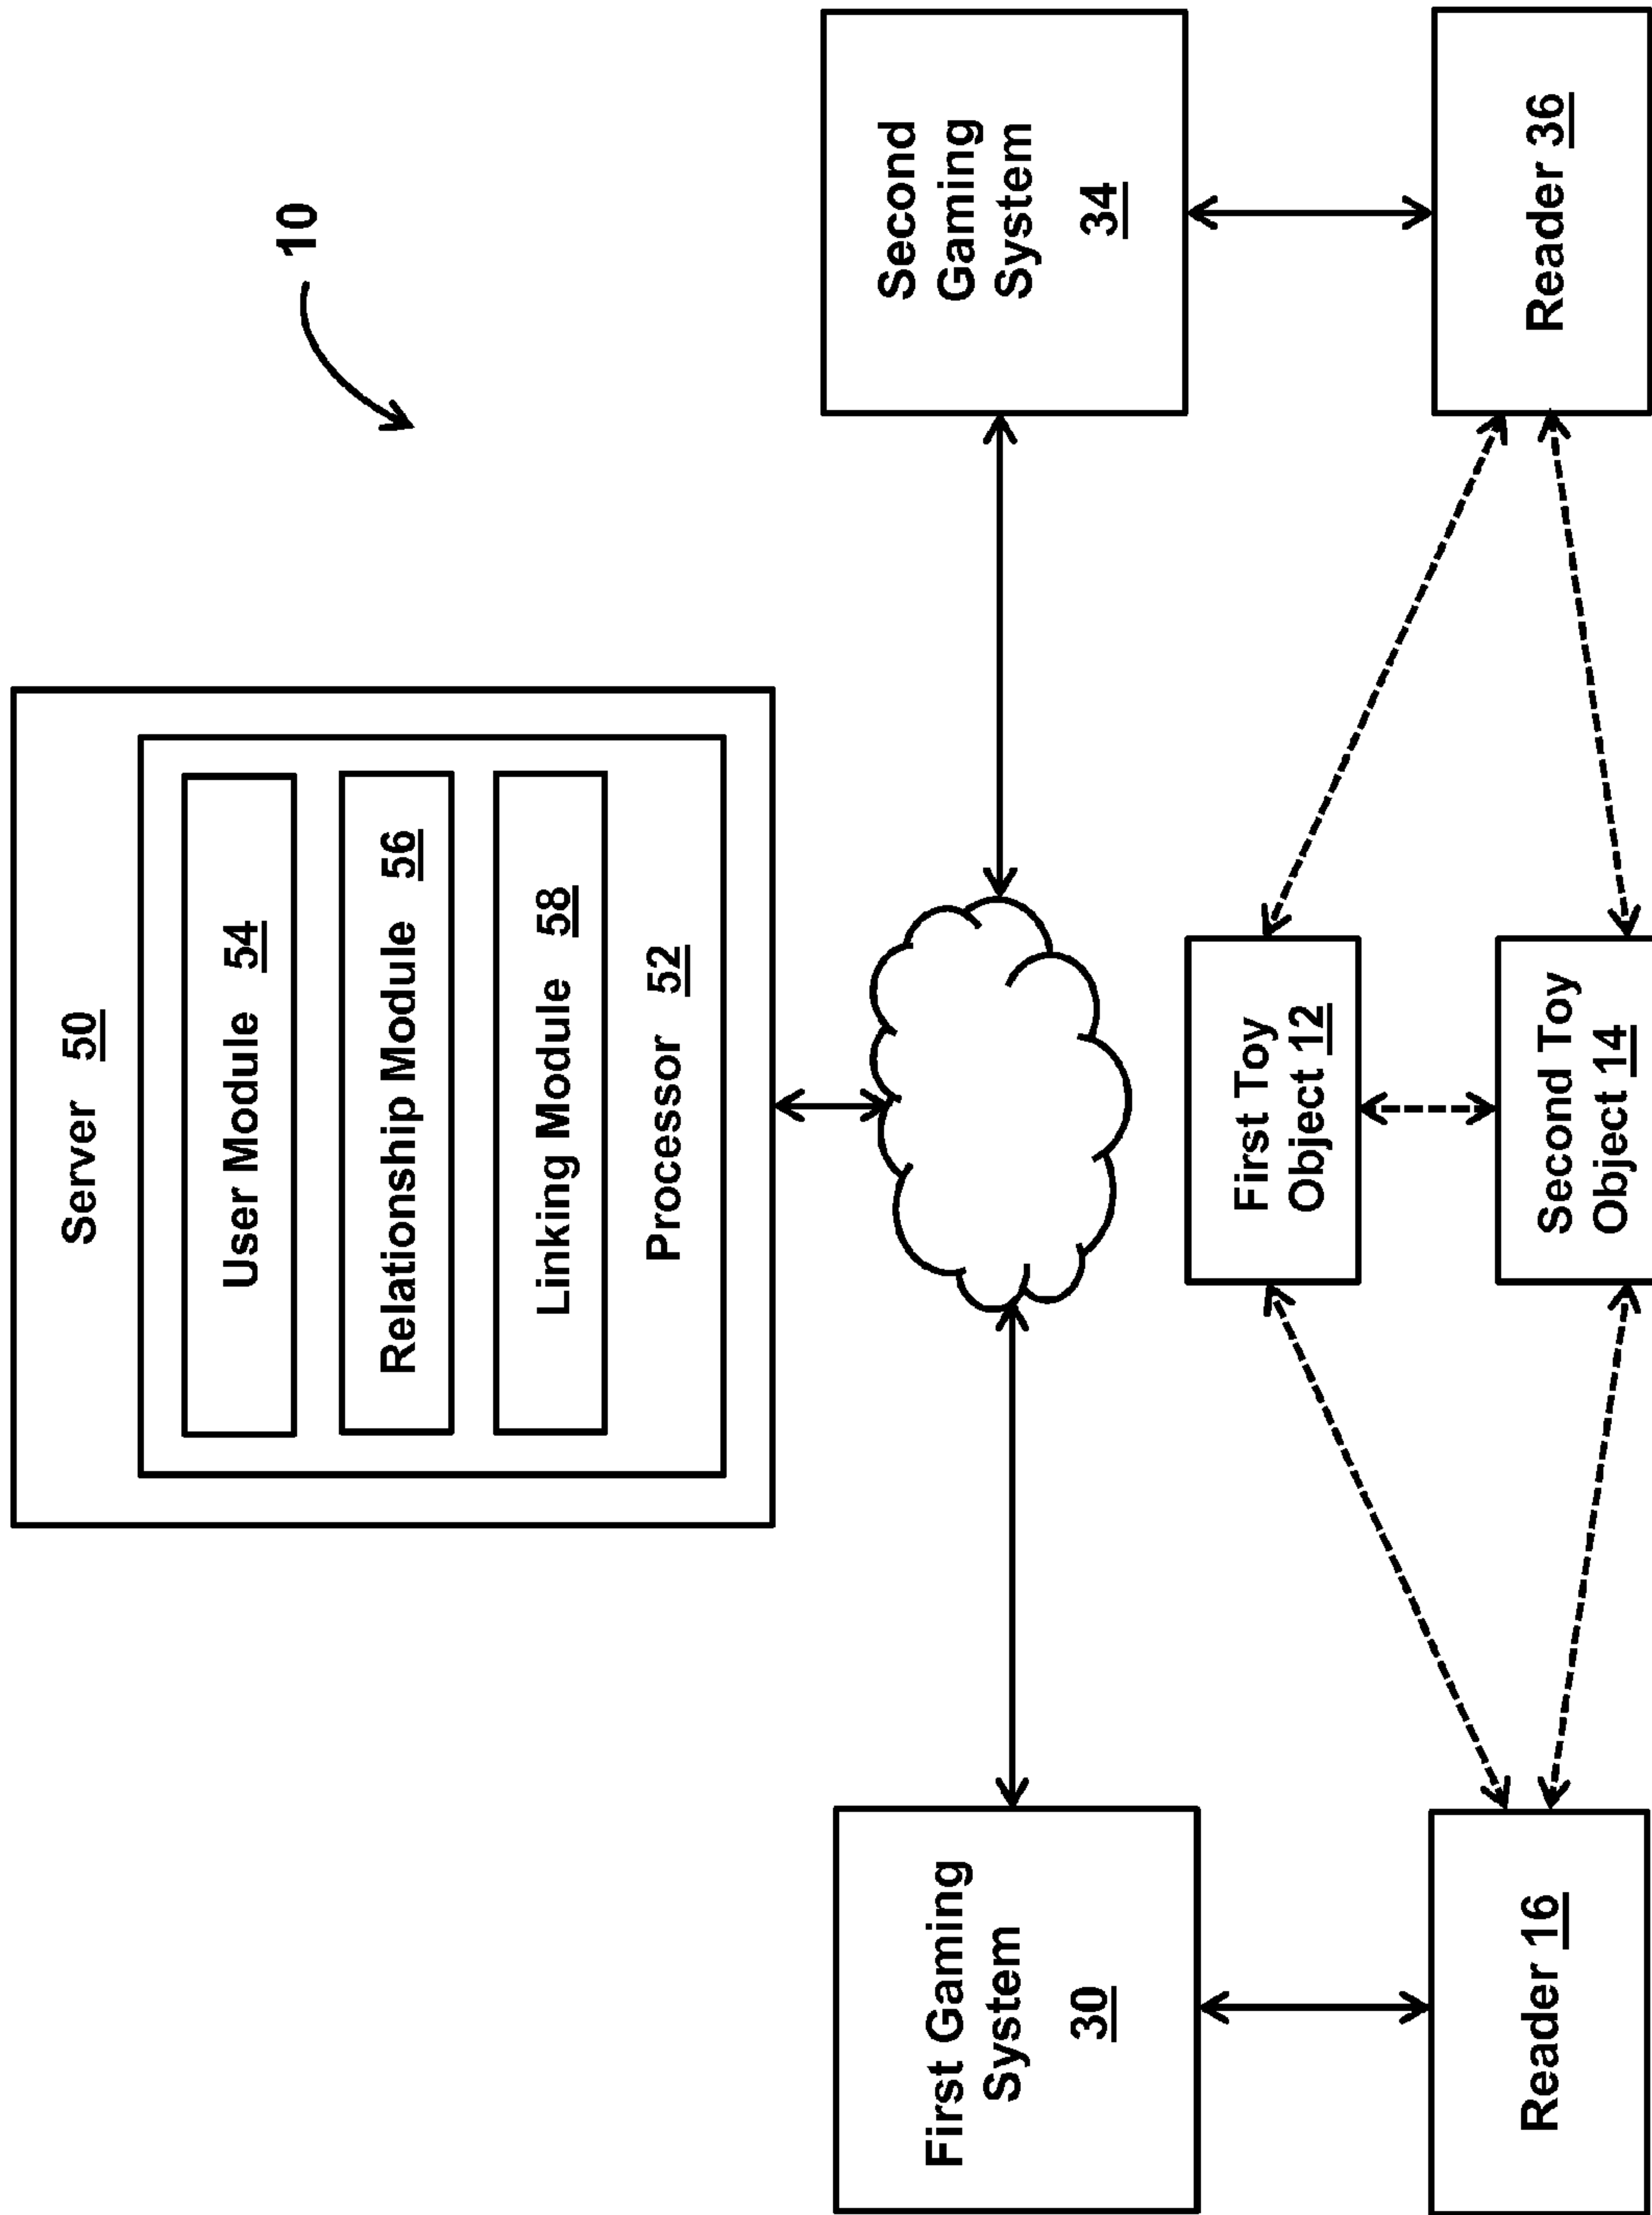 10
Server 50
User Module 54
Relationship Module 56
Linking Module 58
Processor 52
First Gaming
System
30
Second
Gaming
System
34
First Toy
Object 12
Second Toy
Object 14
Reader 16
Reader 36